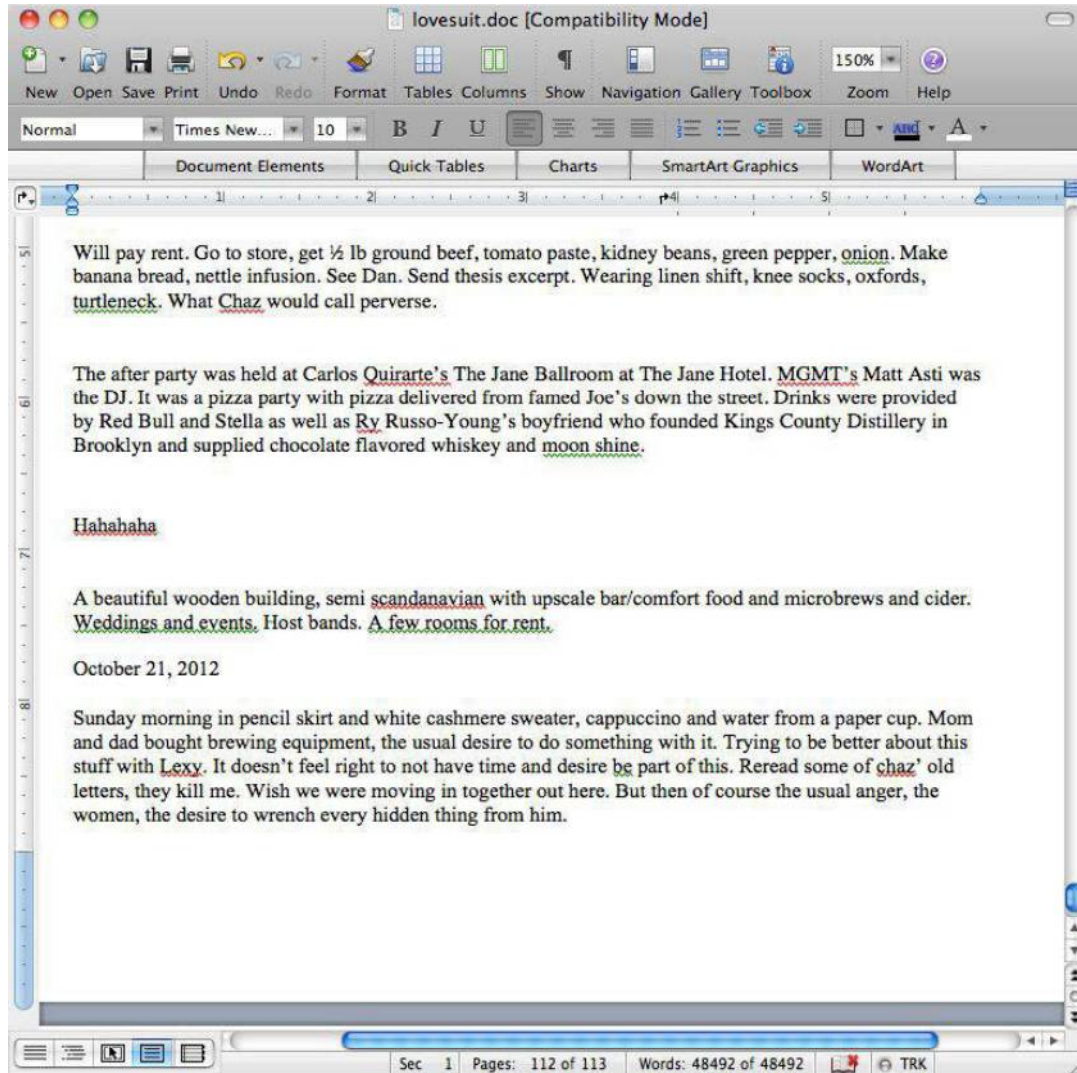 lovesuit.doc [Compatibility Mode]
New Open Save Print Undo Redo Format Tables Columns Show Navigation Gallery Toolbox Zoom Help
150%
Normal Times New... 10 B I U ABC A
Document Elements Quick Tables Charts SmartArt Graphics WordArt
1 2 3 4 5
Will pay rent. Go to store, get ½ lb ground beef, tomato paste, kidney beans, green pepper, onion. Make
banana bread, nettle infusion. See Dan. Send thesis excerpt. Wearing linen shift, knee socks, oxfords,
turtleneck. What Chaz would call perverse.
The after party was held at Carlos Quirarte’s The Jane Ballroom at The Jane Hotel. MGMT’s Matt Asti was
the DJ. It was a pizza party with pizza delivered from famed Joe’s down the street. Drinks were provided
by Red Bull and Stella as well as Ry Russo-Young’s boyfriend who founded Kings County Distillery in
Brooklyn and supplied chocolate flavored whiskey and moon shine.
Hahahaha
A beautiful wooden building, semi scandanavian with upscale bar/comfort food and microbrews and cider.
Weddings and events. Host bands. A few rooms for rent.
October 21, 2012
Sunday morning in pencil skirt and white cashmere sweater, cappuccino and water from a paper cup. Mom
and dad bought brewing equipment, the usual desire to do something with it. Trying to be better about this
stuff with Lexy. It doesn’t feel right to not have time and desire be part of this. Reread some of chaz’ old
letters, they kill me. Wish we were moving in together out here. But then of course the usual anger, the
women, the desire to wrench every hidden thing from him.
5
6
7
8
Sec 1 Pages: 112 of 113 Words: 48492 of 48492 TRK